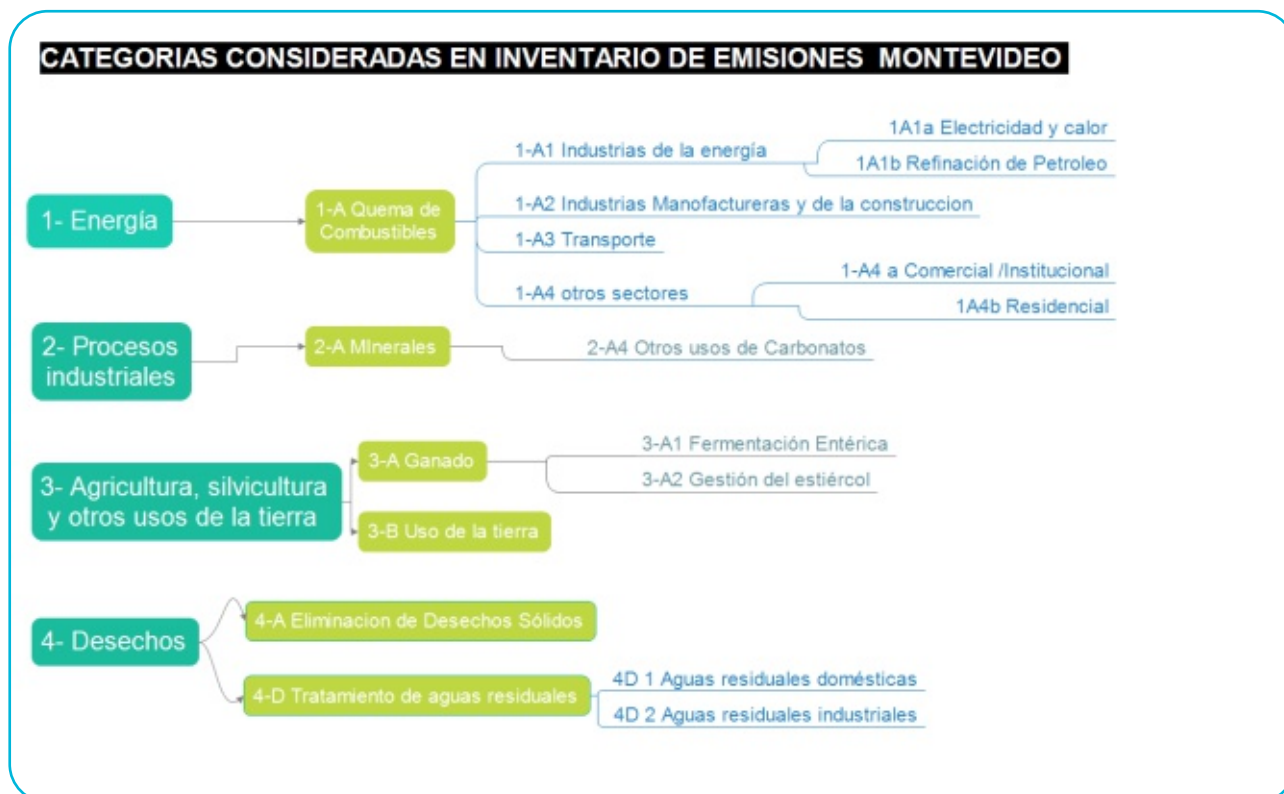 CATEGORIAS CONSIDERADAS EN INVENTARIO DE EMISIONES MONTEVIDEO
1- Energía
1-A Quema de
Combustibles
1-A1 Industrias de la energía
1A1a Electricidad y calor
1A1b Refinación de Petroleo
1-A2 Industrias Manofactureras y de la construccion
1-A3 Transporte
1-A4 otros sectores
1-A4 a Comercial /Institucional
1A4b Residencial
2- Procesos
industriales
2-A MInerales
2-A4 Otros usos de Carbonatos
3- Agricultura, silvicultura
y otros usos de la tierra
3-A Ganado
3-A1 Fermentación Entérica
3-A2 Gestión del estiércol
3-B Uso de la tierra
4- Desechos
4-A Eliminacion de Desechos Sólidos
4-D Tratamiento de aguas residuales
4D 1 Aguas residuales domésticas
4D 2 Aguas residuales industriales